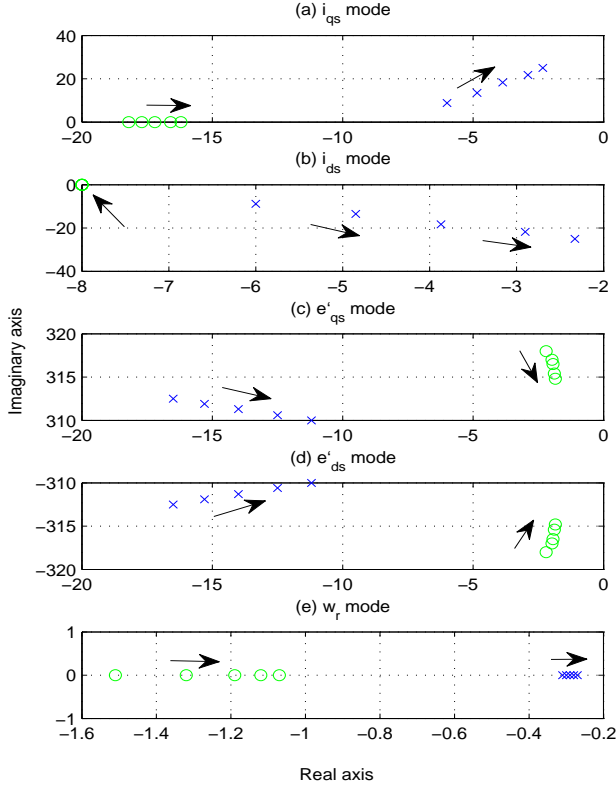 (a) i_qs mode
40
20
0
−20 −15 −10 −5 0
(b) i_ds mode
0
−20
−40
−8 −7 −6 −5 −4 −3 −2
(c) e‘_qs mode
320
315
310
−20 −15 −10 −5 0
(d) e‘_ds mode
−310
−315
−320
−20 −15 −10 −5 0
(e) w_r mode
1
0
−1
−1.6 −1.4 −1.2 −1 −0.8 −0.6 −0.4 −0.2
Real axis
Imaginary axis